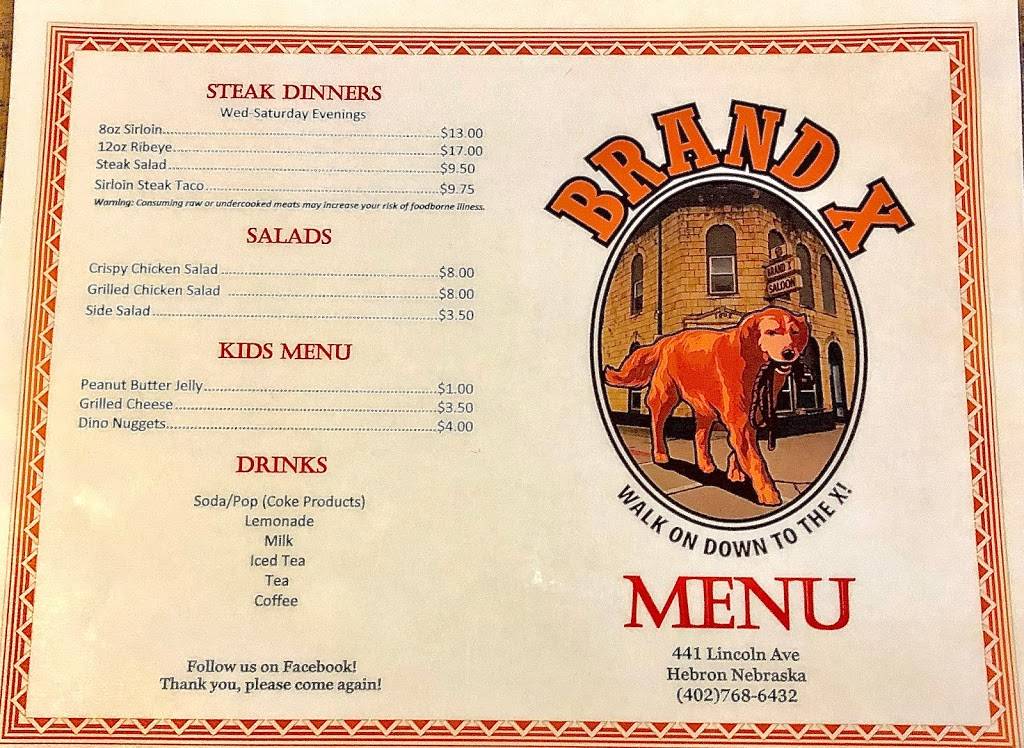 STEAK DINNERS
Wed-Saturday Evenings
8oz Sirloin.....$13.00
12oz Ribeye.....$17.00
Steak Salad.....$9.50
Sirloin Steak Taco.....$9.75
Warning: Consuming raw or undercooked meats may increase your risk of foodborne illness.
SALADS
Crispy Chicken Salad.....$8.00
Grilled Chicken Salad.....$8.00
Side Salad.....$3.50
KIDS MENU
Peanut Butter Jelly.....$1.00
Grilled Cheese.....$3.50
Dino Nuggets.....$4.00
DRINKS
Soda/Pop (Coke Products)
Lemonade
Milk
Iced Tea
Tea
Coffee
Follow us on Facebook!
Thank you, please come again!
BRAND X
BRAND X
SALOON
WALK ON DOWN TO THE X!
MENU
441 Lincoln Ave
Hebron Nebraska
(402)768-6432